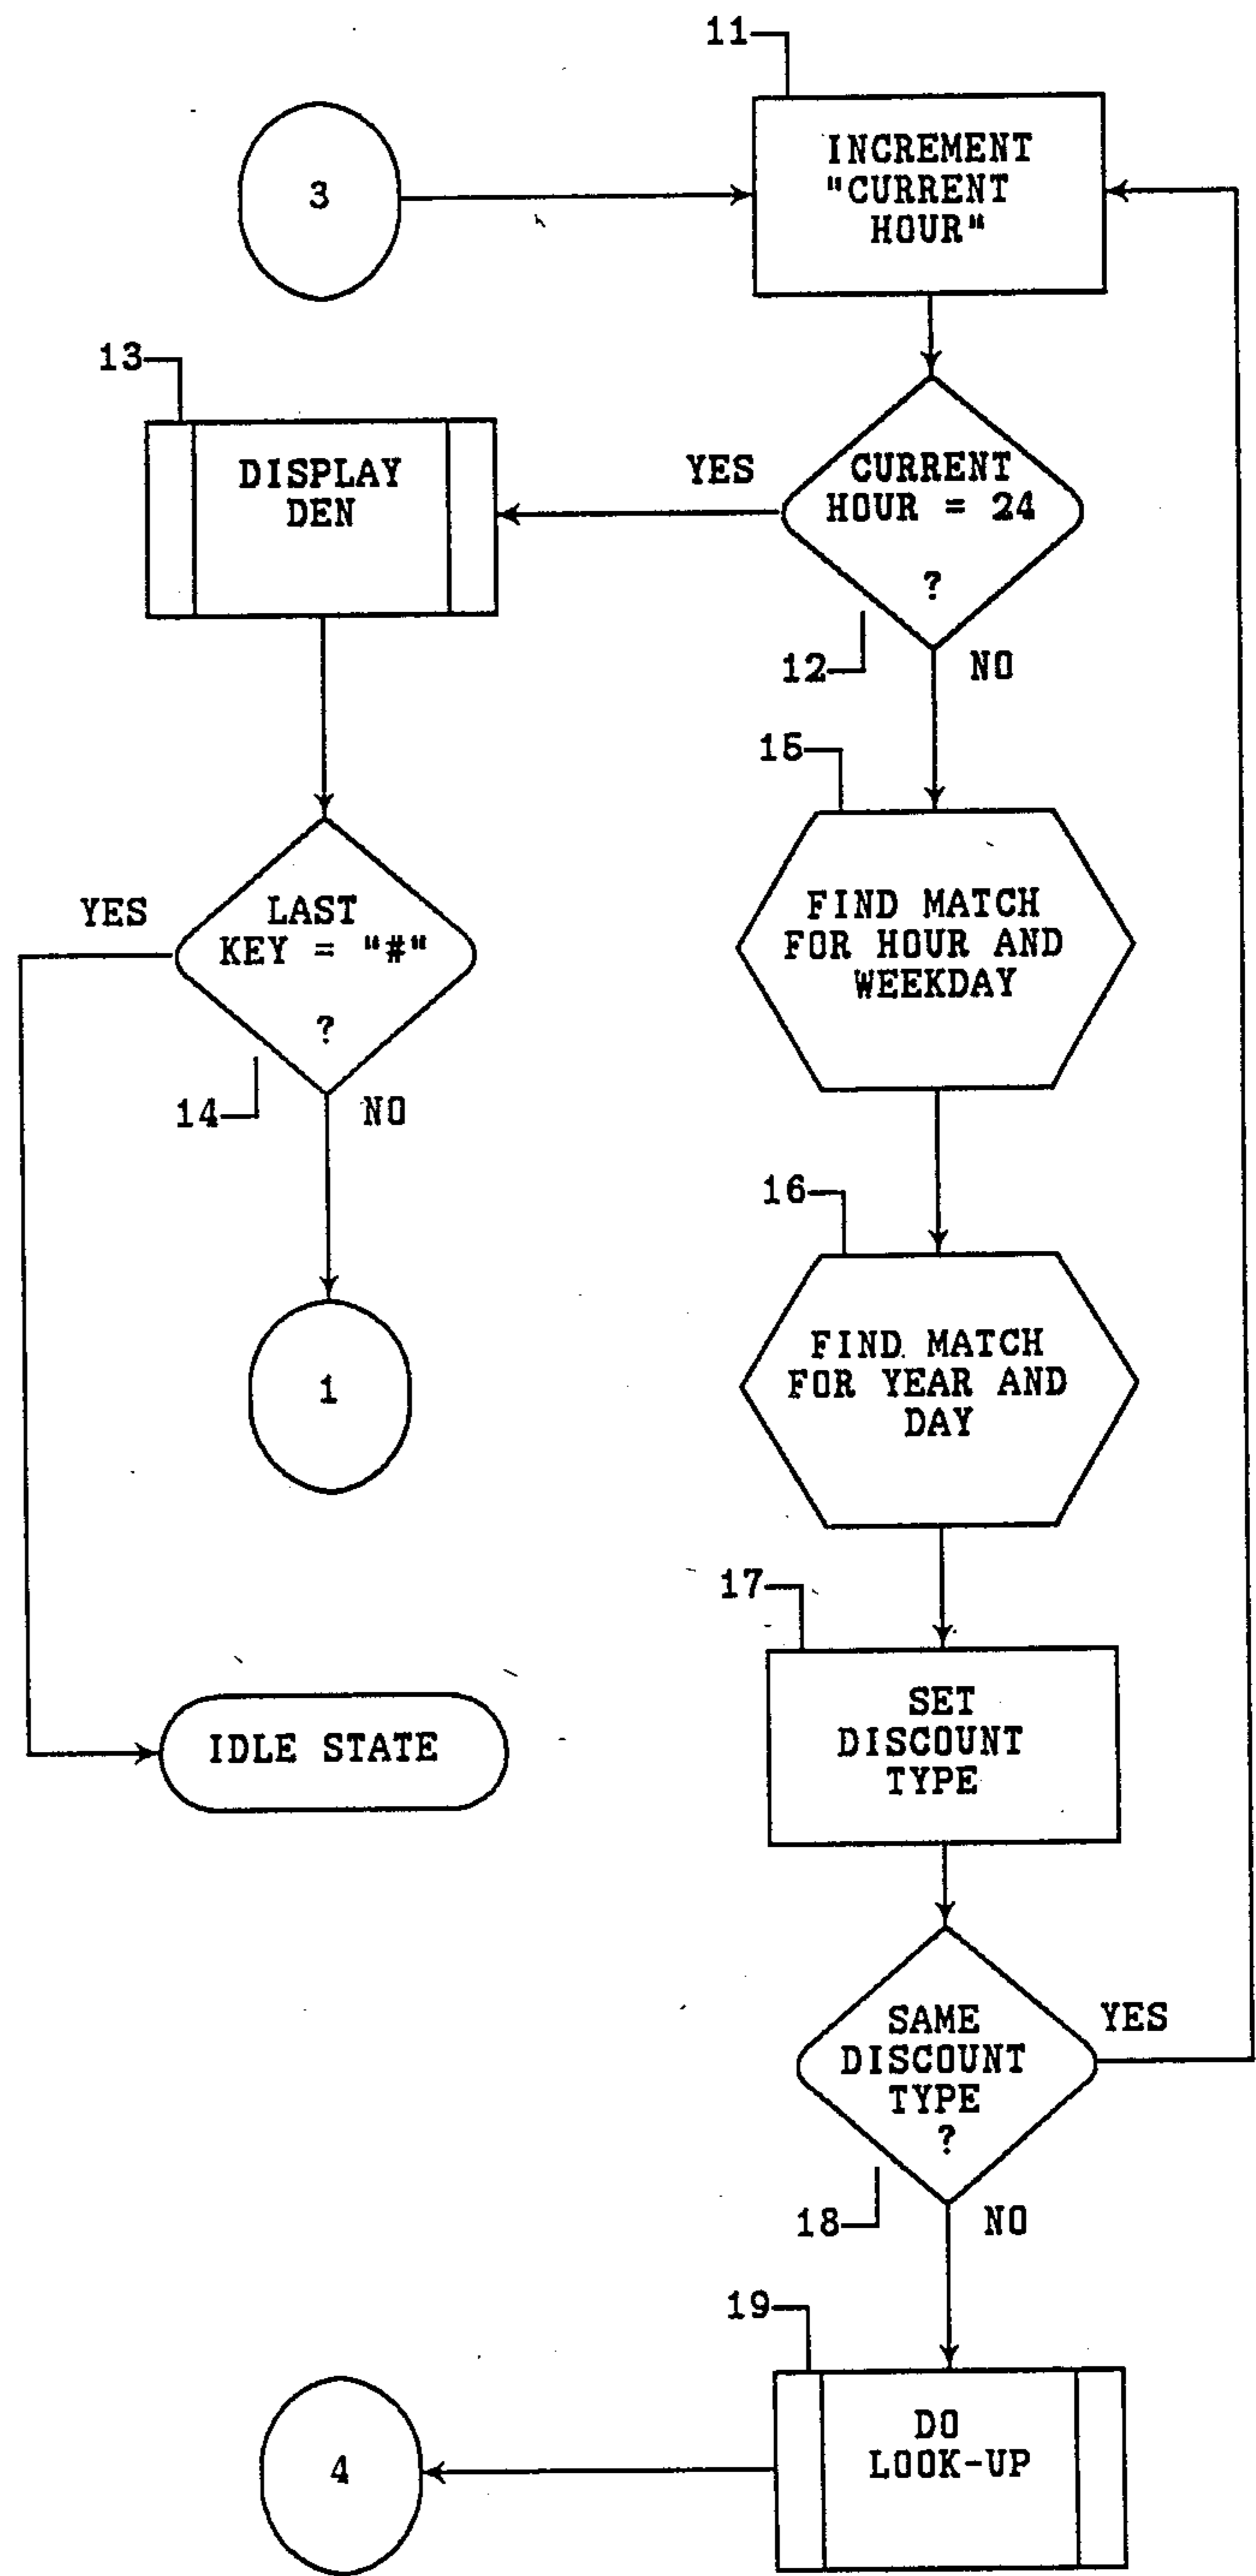 11
INCREMENT
"CURRENT
HOUR"
3
13
DISPLAY
DEN
YES
CURRENT
HOUR = 24
?
12
NO
15
FIND MATCH
FOR HOUR AND
WEEKDAY
YES
LAST
KEY = "#"
?
14
NO
16
FIND MATCH
FOR YEAR AND
DAY
1
17
SET
DISCOUNT
TYPE
IDLE STATE
SAME
DISCOUNT
TYPE
?
YES
18
NO
19
DO
LOOK-UP
4